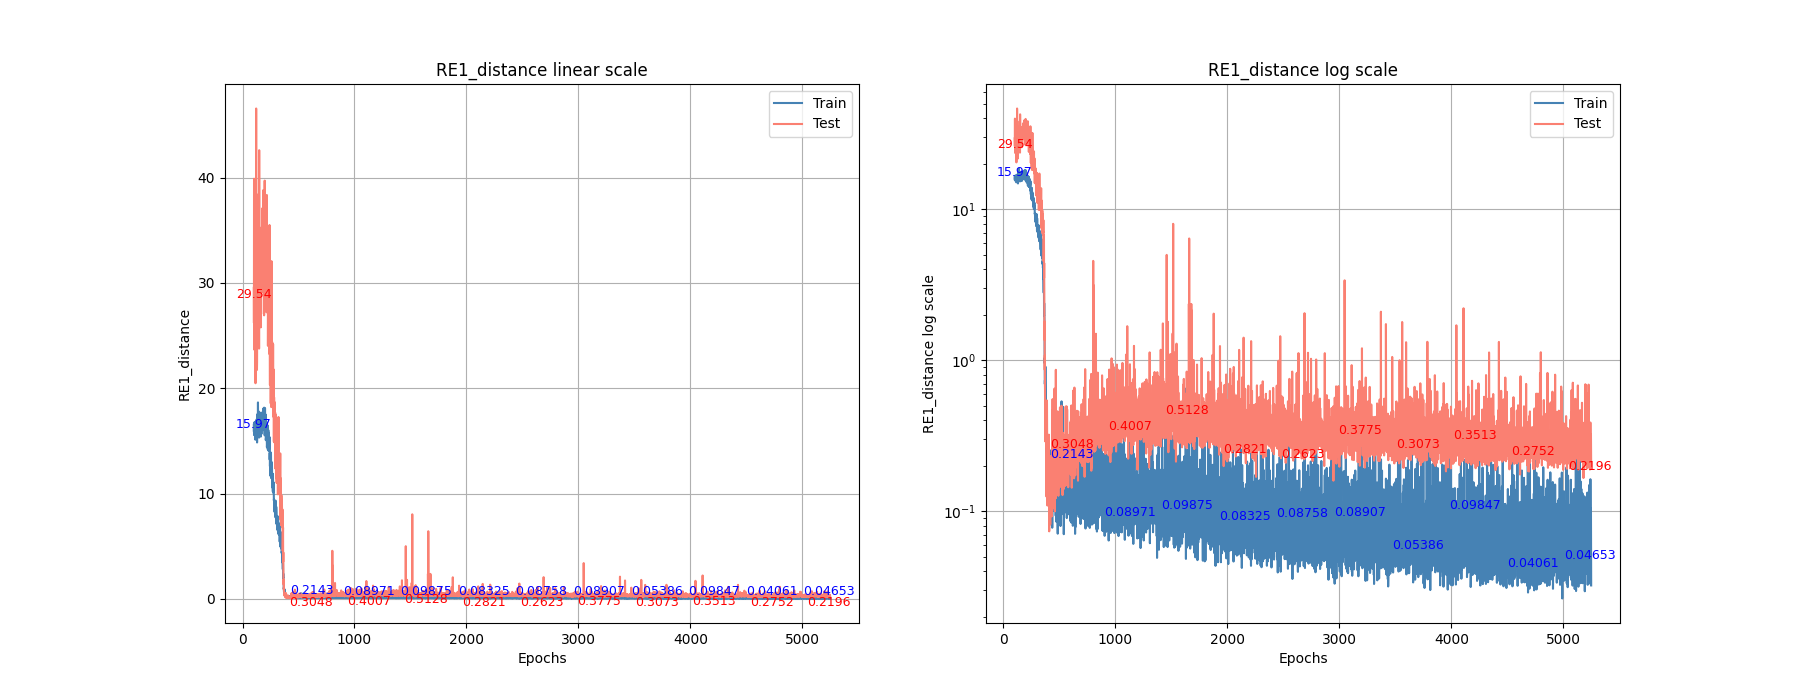 RE1_distance linear scale
RE1_distance
40
30
20
10
0
Train
Test
29.54
15.97
0.2143 0.08971 0.09875 0.08325 0.08758 0.08907 0.05386 0.09847 0.04061 0.04653
0.3048 0.4007 0.5128 0.2821 0.2623 0.3775 0.3073 0.3513 0.2752 0.2196
0 1000 2000 3000 4000 5000
Epochs
RE1_distance log scale
RE1_distance log scale
10¹
10⁰
10⁻¹
Train
Test
29.54
15.97
0.3048 0.4007 0.5128 0.2821 0.2623 0.3775 0.3073 0.3513 0.2752 0.2196
0.2143 0.08971 0.09875 0.08325 0.08758 0.08907 0.05386 0.09847 0.04061 0.04653
0 1000 2000 3000 4000 5000
Epochs